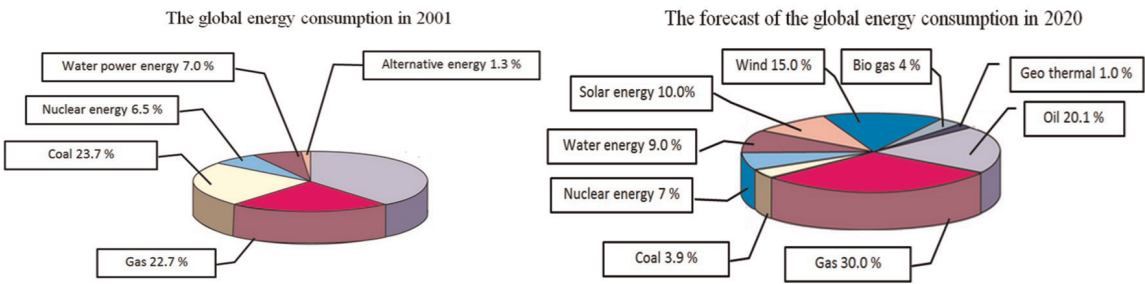 The global energy consumption in 2001
Water power energy 7.0 %
Alternative energy 1.3 %
Nuclear energy 6.5 %
Coal 23.7 %
Gas 22.7 %
The forecast of the global energy consumption in 2020
Wind 15.0%
Bio gas 4 %
Geo thermal 1.0 %
Solar energy 10.0%
Oil 20.1 %
Water energy 9.0 %
Nuclear energy 7 %
Coal 3.9 %
Gas 30.0 %